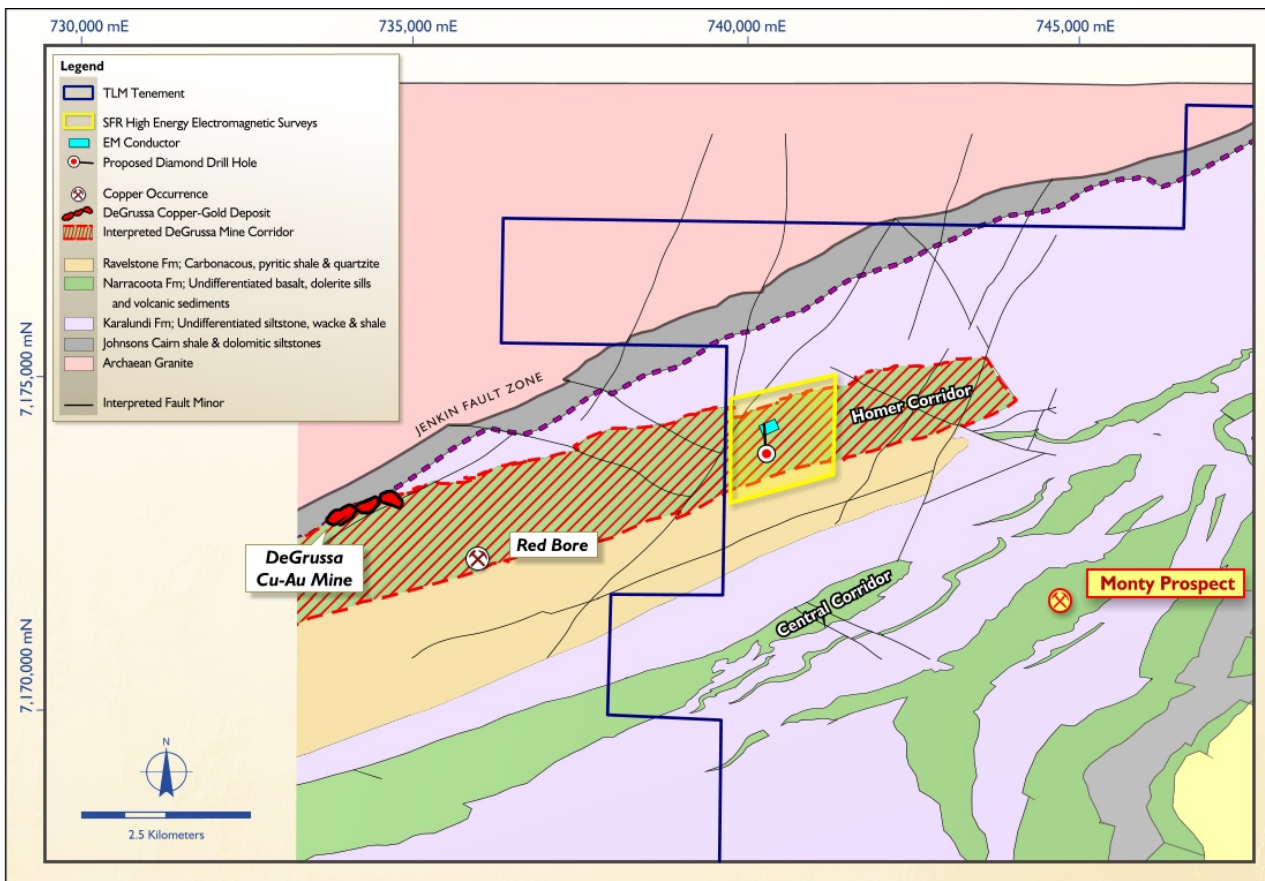 730,000 mE
735,000 mE
740,000 mE
745,000 mE
Legend
TLM Tenement
SFR High Energy Electromagnetic Surveys
EM Conductor
Proposed Diamond Drill Hole
Copper Occurrence
DeGrussa Copper-Gold Deposit
Interpreted DeGrussa Mine Corridor
Ravelstone Fm; Carbonacous, pyritic shale & quartzite
Narracoota Fm; Undifferentiated basalt, dolerite sills
and volcanic sediments
Karalundi Fm; Undifferentiated siltstone, wacke & shale
Johnsons Cairn shale & dolomitic siltstones
Archaean Granite
Interpreted Fault Minor
7,175,000 mN
JENKIN FAULT ZONE
Homer Corridor
DeGrussa
Cu-Au Mine
Red Bore
Monty Prospect
Central Corridor
7,170,000 mN
N
2.5 Kilometers